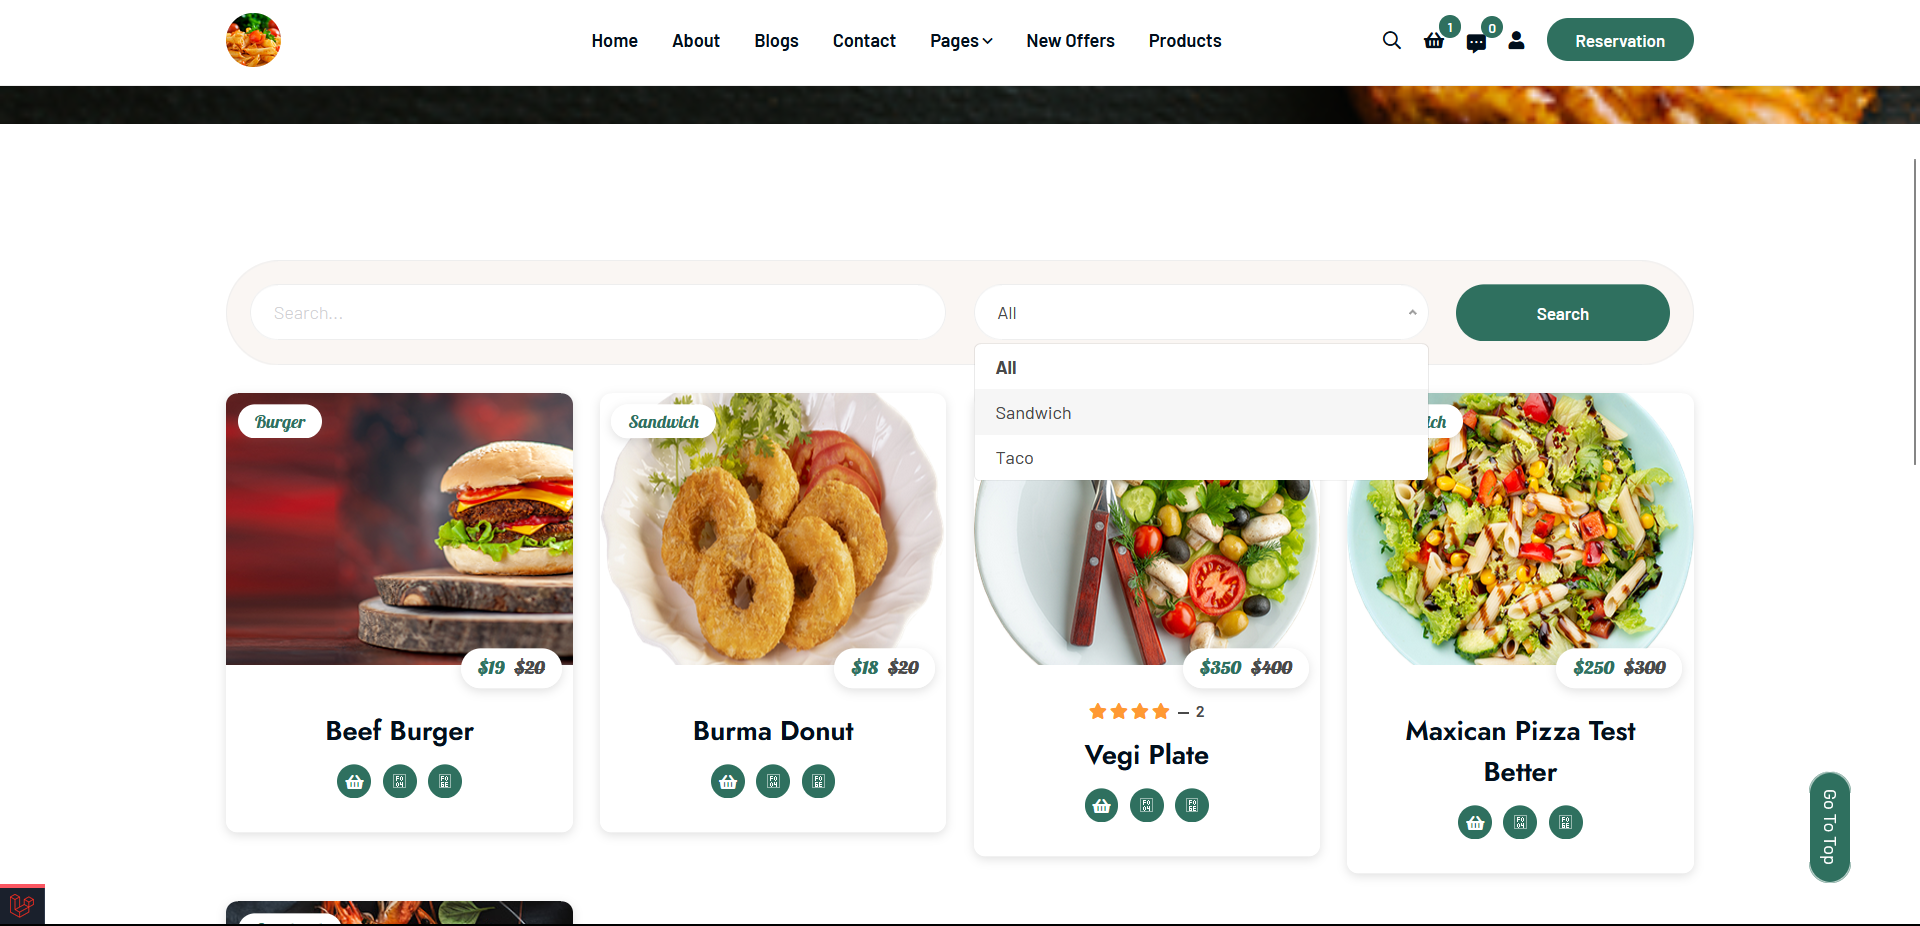 Home About Blogs Contact Pages New Offers Products 1 0 Reservation
Search... All Search
All
Sandwich
Taco
Burger Sandwich
$19 $20 $18 $20 $350 $400 $250 $300
2
Beef Burger Burma Donut Vegi Plate Maxican Pizza Test
Better
Go To Top